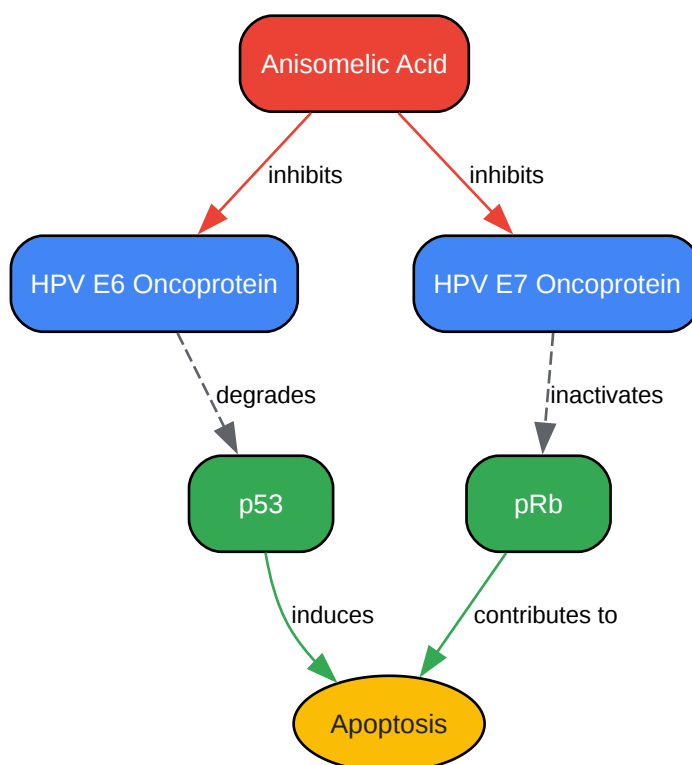 Anisomelic Acid
inhibits
inhibits
HPV E6 Oncoprotein
HPV E7 Oncoprotein
degrades
inactivates
p53
pRb
induces
contributes to
Apoptosis